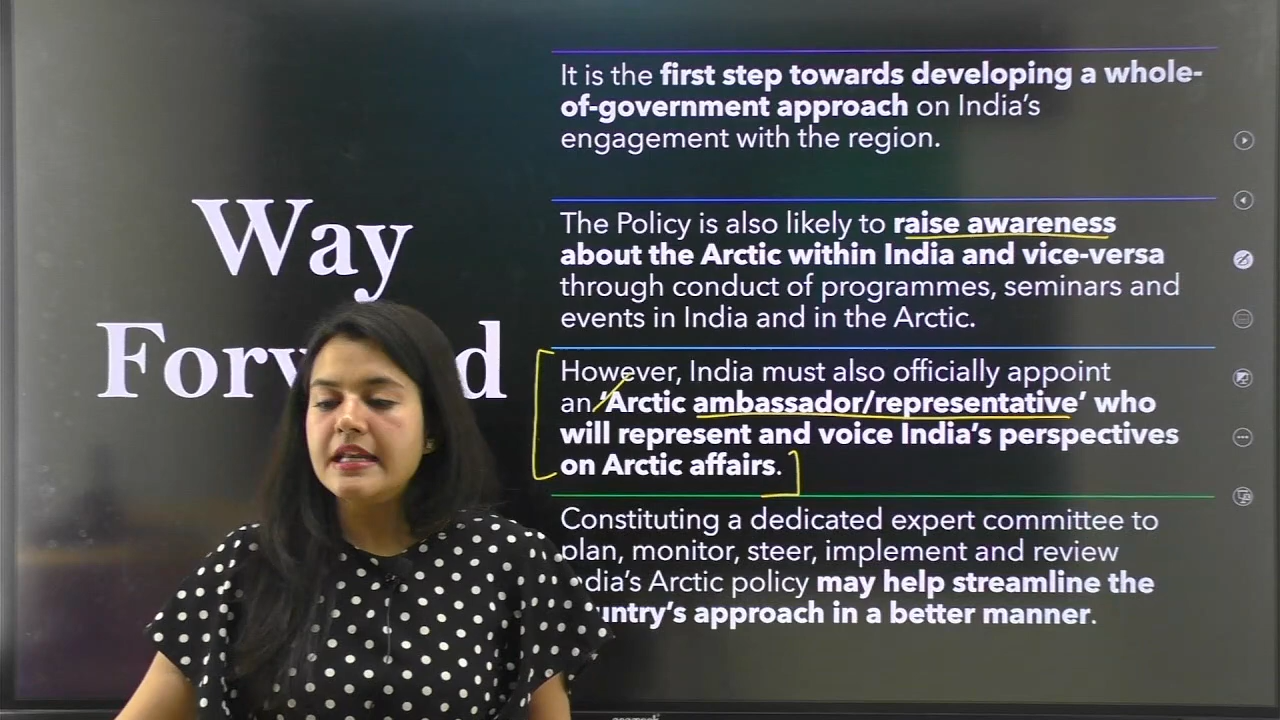 Way
Forward
It is the first step towards developing a whole-
of-government approach on India's
engagement with the region.
The Policy is also likely to raise awareness
about the Arctic within India and vice-versa
through conduct of programmes, seminars and
events in India and in the Arctic.
However, India must also officially appoint
an 'Arctic ambassador/representative' who
will represent and voice India's perspectives
on Arctic affairs.
Constituting a dedicated expert committee to
plan, monitor, steer, implement and review
India's Arctic policy may help streamline the
country's approach in a better manner.